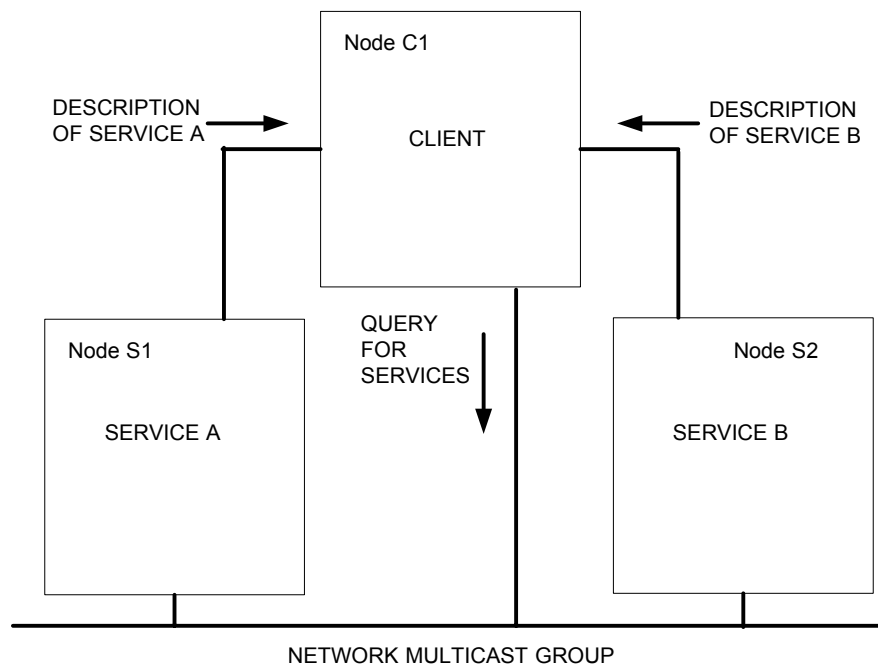 Node C1
DESCRIPTION
OF SERVICE A
CLIENT
DESCRIPTION
OF SERVICE B
QUERY
FOR
SERVICES
Node S1
SERVICE A
Node S2
SERVICE B
NETWORK MULTICAST GROUP